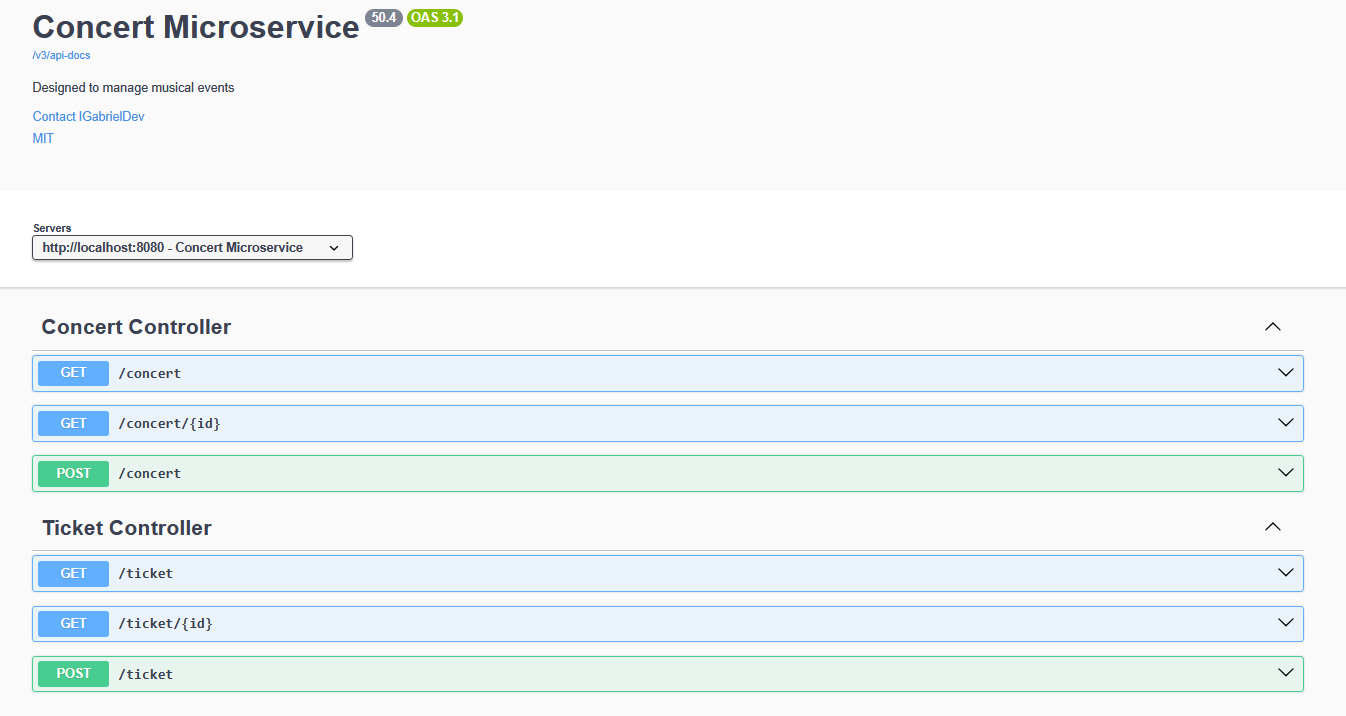 Concert Microservice 50.4 OAS 3.1
/v3/api-docs
Designed to manage musical events
Contact IGabrielDev
MIT
Servers
http://localhost:8080 - Concert Microservice
Concert Controller
GET /concert
GET /concert/{id}
POST /concert
Ticket Controller
GET /ticket
GET /ticket/{id}
POST /ticket